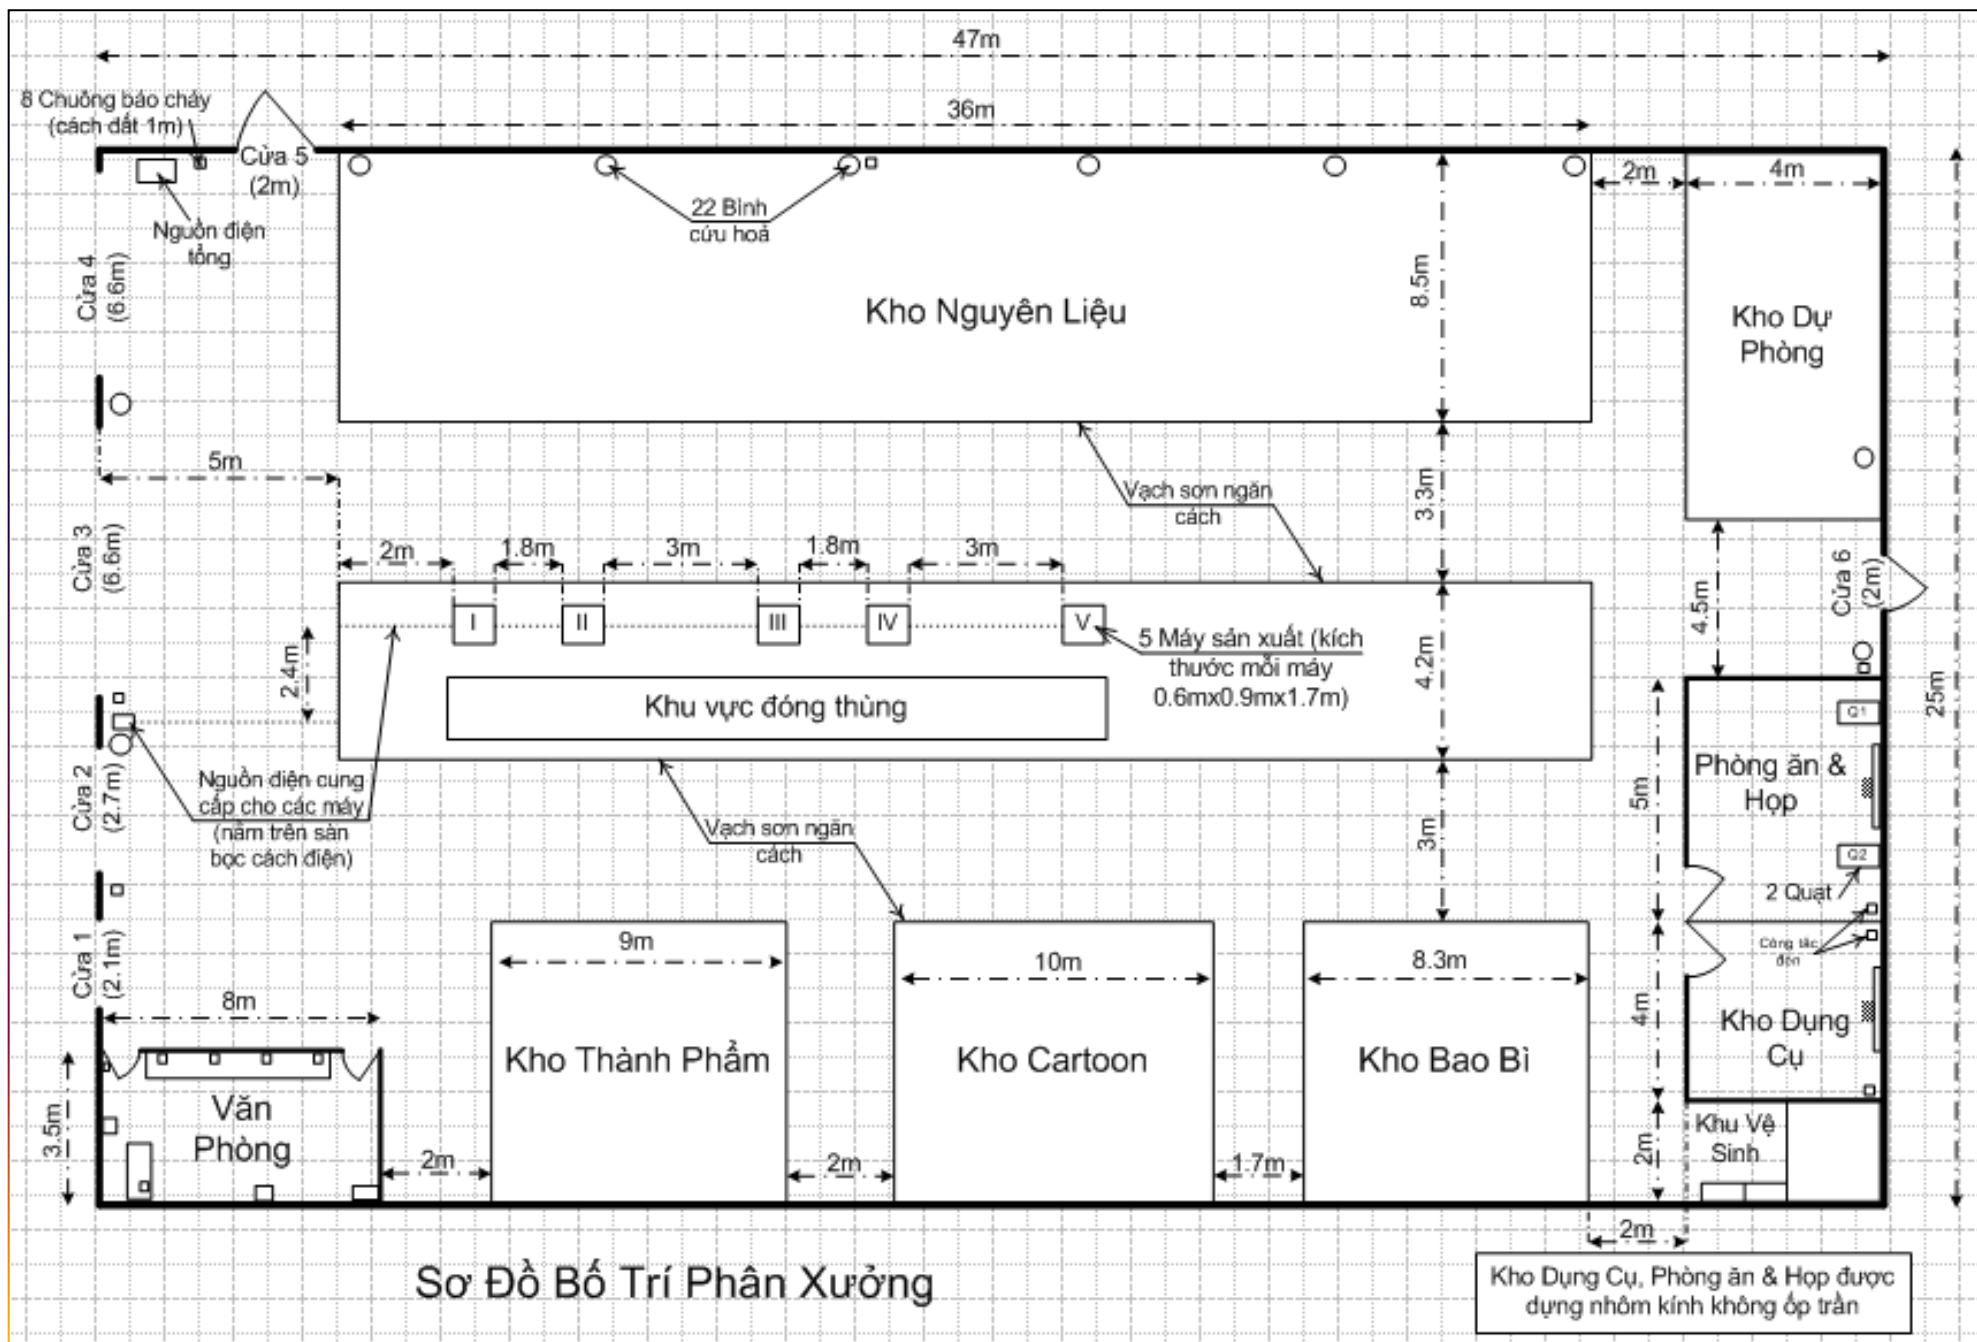 47m
8 Chuông báo cháy
(cách đất 1m)
36m
Cửa 5
(2m)
2m
4m
22 Bình
cứu hoả
Nguồn điện
tổng
Cửa 4
(6.6m)
8.5m
Kho Nguyên Liệu
Kho Dự
Phòng
5m
Vạch sơn ngăn
cách
3.3m
Cửa 3
(6.6m)
2m
1.8m
3m
1.8m
3m
Cửa 6
(2m)
4.5m
I
II
III
IV
V
2.4m
5 Máy sản xuất (kích
thước mỗi máy
0.6mx0.9mx1.7m)
4.2m
25m
Khu vực đóng thùng
Q1
Cửa 2
(2.7m)
Nguồn điện cung
cấp cho các máy
(nằm trên sàn
bọc cách điện)
Vạch sơn ngăn
cách
3m
5m
Phòng ăn &
Họp
Q2
2 Quạt
Cửa 1
(2.1m)
9m
10m
8.3m
Công tắc
đèn
8m
4m
Kho Dụng
Cụ
Kho Thành Phẩm
Kho Cartoon
Kho Bao Bì
3.5m
Văn
Phòng
2m
2m
1.7m
2m
Khu Vệ
Sinh
2m
Sơ Đồ Bố Trí Phân Xưởng
Kho Dụng Cụ, Phòng ăn & Họp được
dựng nhôm kính không ốp trần